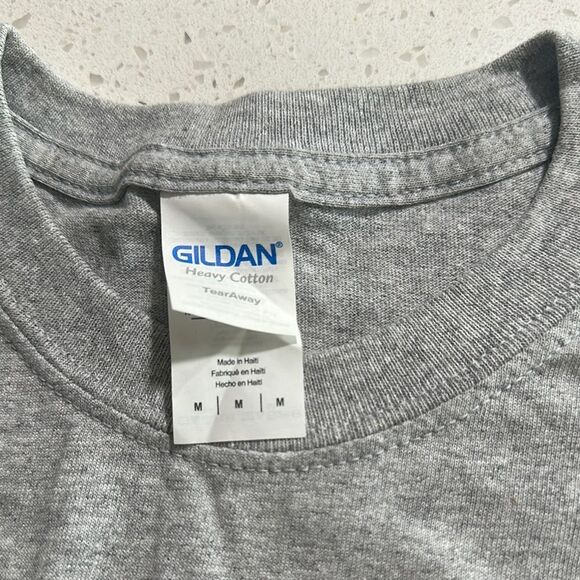 GILDAN®
Heavy Cotton
TearAway
Made in Haiti
Fabriqué en Haïti
Hecho en Haití
M | M | M